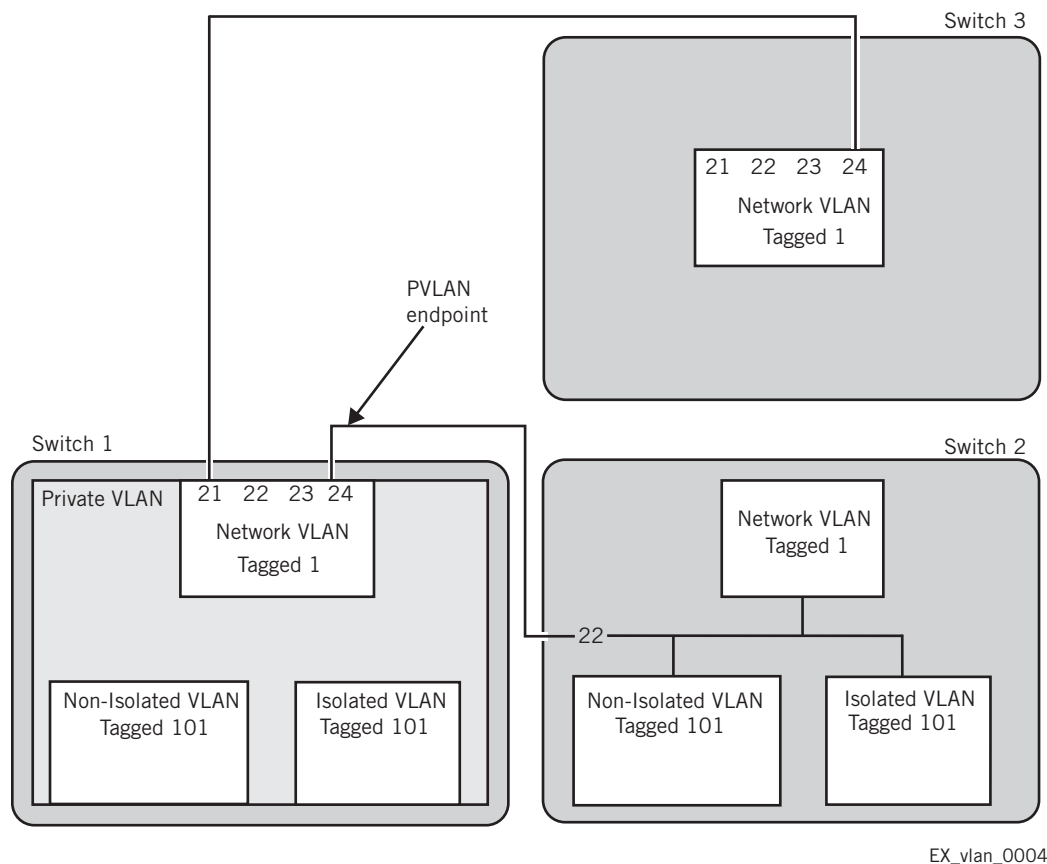 Switch 3
21 22 23 24
Network VLAN
Tagged 1
PVLAN
endpoint
Switch 1
Private VLAN
21 22 23 24
Network VLAN
Tagged 1
Non-Isolated VLAN
Tagged 101
Isolated VLAN
Tagged 101
Switch 2
Network VLAN
Tagged 1
22
Non-Isolated VLAN
Tagged 101
Isolated VLAN
Tagged 101
EX_vlan_0004